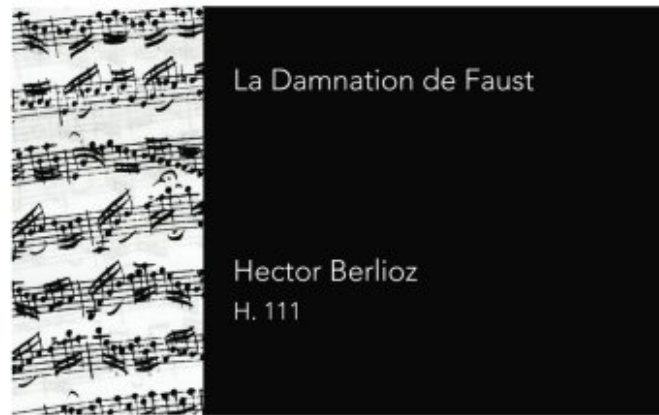 La Damnation de Faust
Hector Berlioz
H. 111